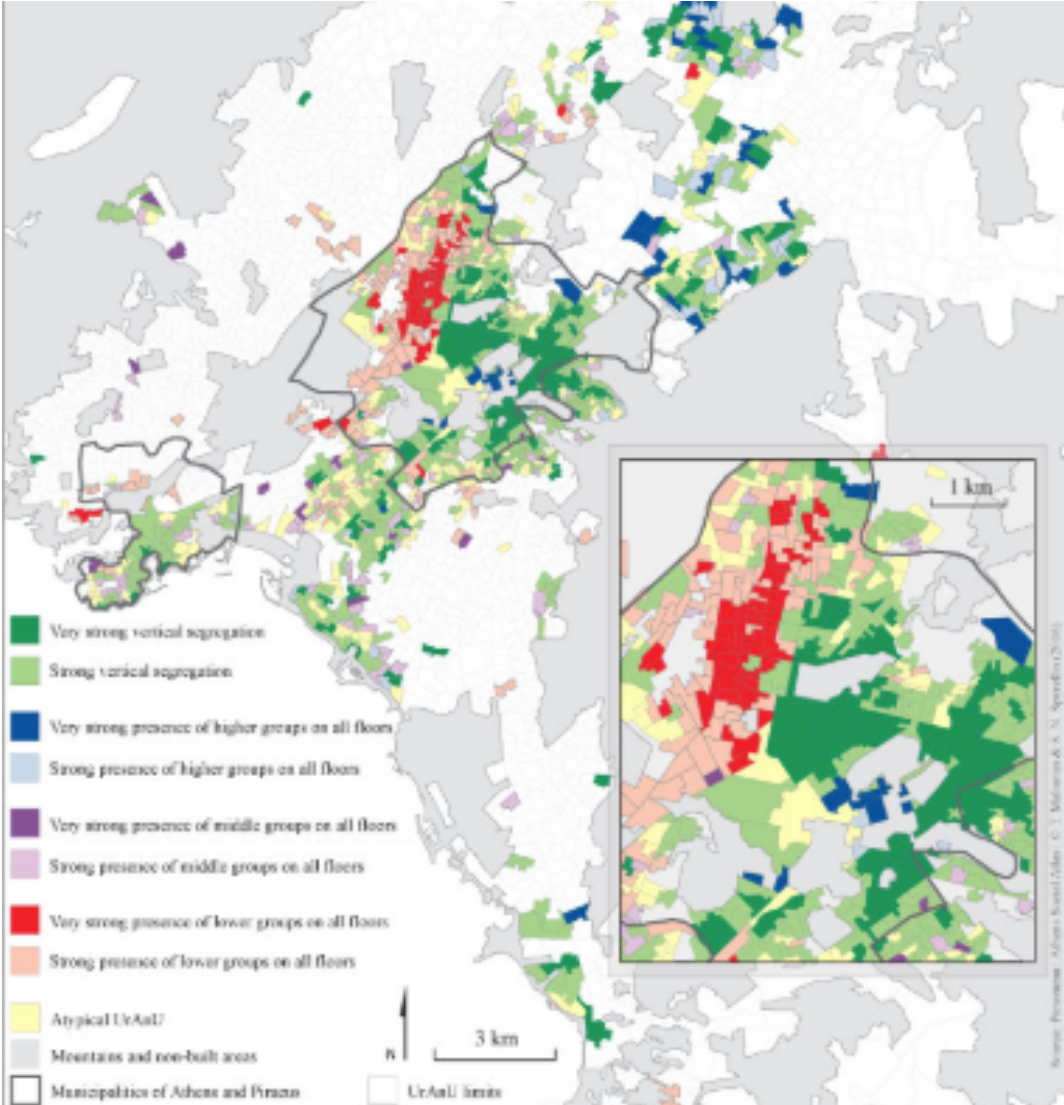 1 km
Very strong vertical segregation
Strong vertical segregation
Very strong presence of higher groups on all floors
Strong presence of higher groups on all floors
Very strong presence of middle groups on all floors
Strong presence of middle groups on all floors
Very strong presence of lower groups on all floors
Strong presence of lower groups on all floors
Atypical UrAnU
Mountains and non-built areas
N
3 km
Municipalities of Athens and Piraeus
UrAnU limits
Athens Social Atlas